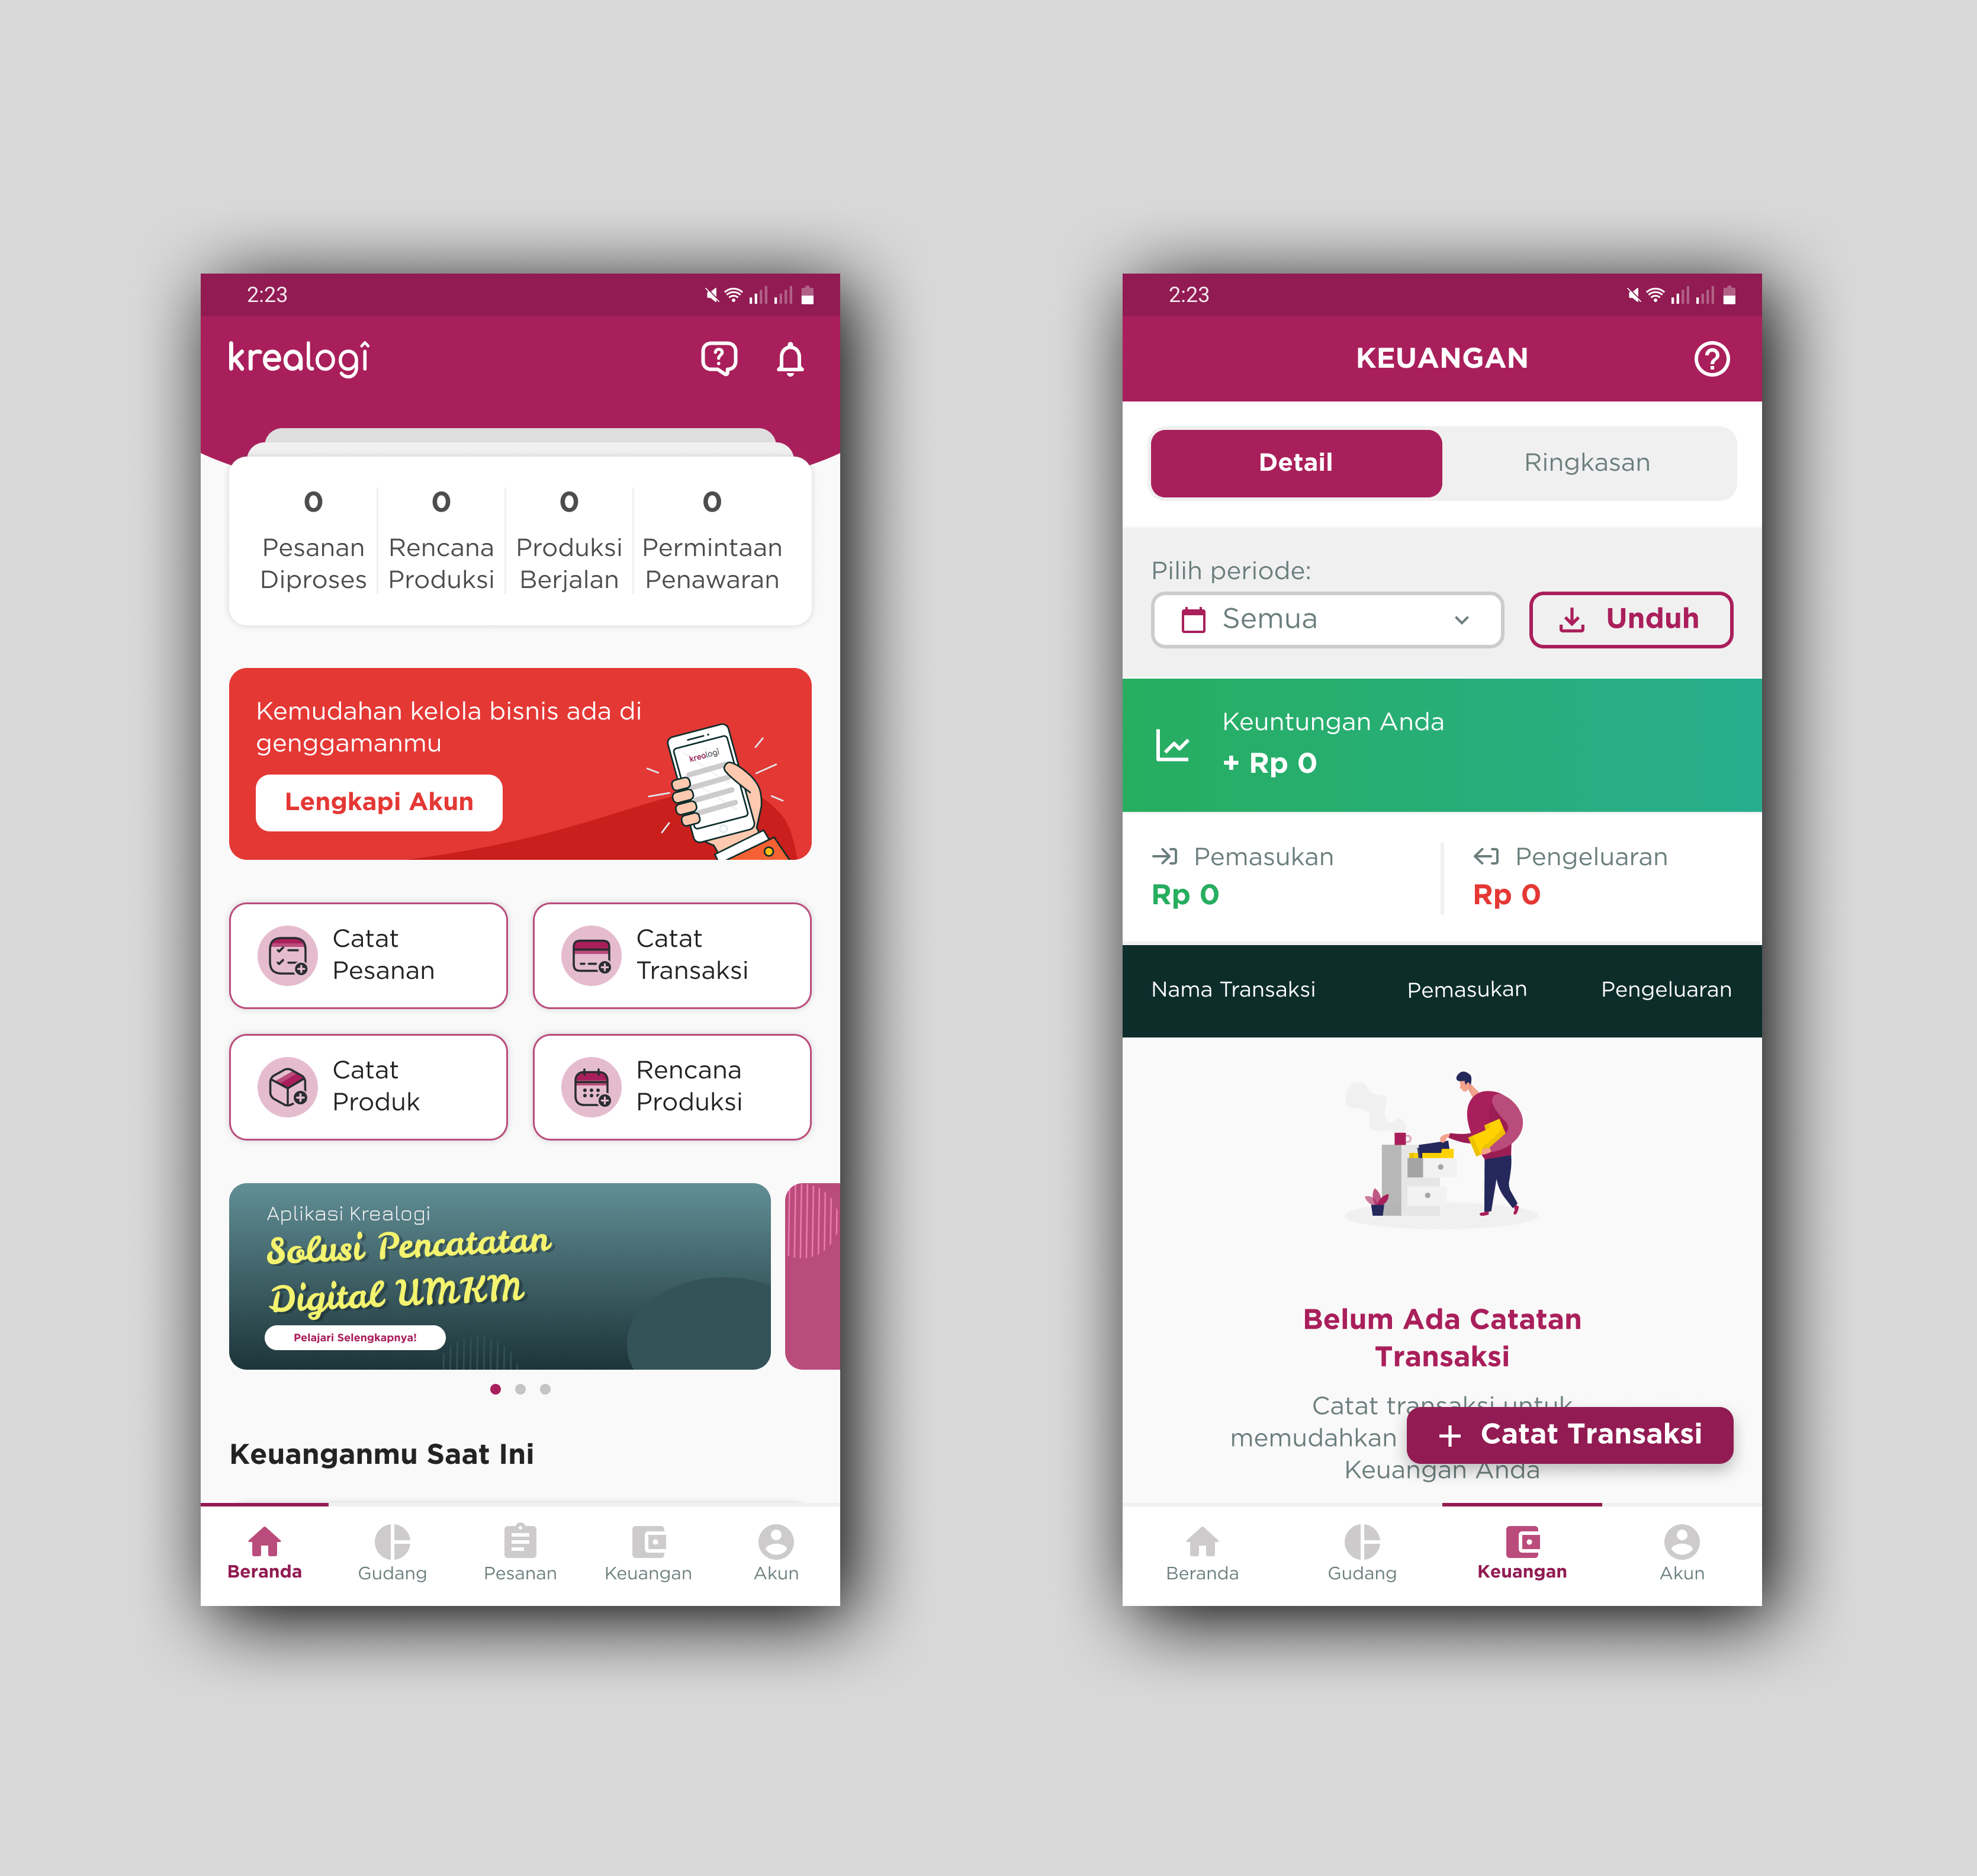 2:23
krealogi
0
0
0
0
Pesanan Diproses
Rencana Produksi
Produksi Berjalan
Permintaan Penawaran
Kemudahan kelola bisnis ada di
genggamanmu
krealogi
Lengkapi Akun
Catat
Pesanan
Catat
Transaksi
Catat
Produk
Rencana
Produksi
Aplikasi Krealogi
Solusi Pencatatan
Digital UMKM
Pelajari Selengkapnya!
Keuanganmu Saat Ini
Beranda
Gudang
Pesanan
Keuangan
Akun
2:23
KEUANGAN
Detail
Ringkasan
Pilih periode:
Semua
Unduh
Keuntungan Anda
+ Rp 0
Pemasukan
Rp 0
Pengeluaran
Rp 0
Nama Transaksi
Pemasukan
Pengeluaran
Belum Ada Catatan
Transaksi
Catat transaksi untuk
memudahkan
Keuangan Anda
+ Catat Transaksi
Beranda
Gudang
Keuangan
Akun